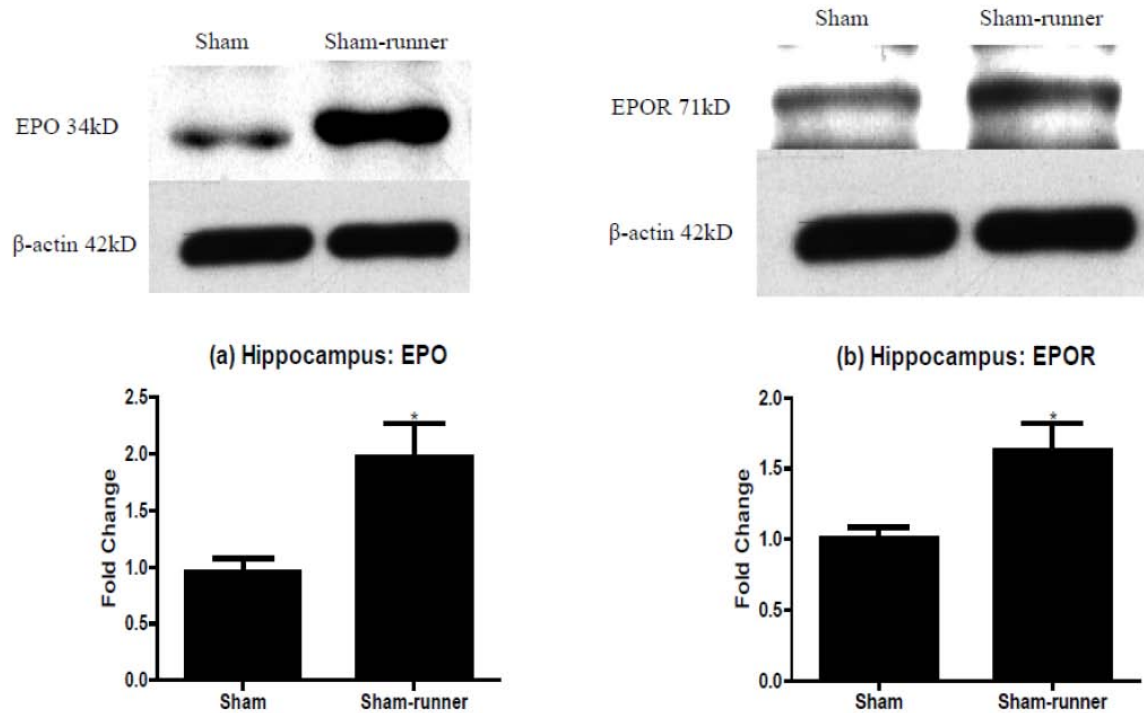 Sham Sham-runner
EPO 34kD
β-actin 42kD
(a) Hippocampus: EPO
Fold Change
2.5
2.0
1.5
1.0
0.5
0.0
*
Sham Sham-runner
Sham Sham-runner
EPOR 71kD
β-actin 42kD
(b) Hippocampus: EPOR
Fold Change
2.0
1.5
1.0
0.5
0.0
*
Sham Sham-runner